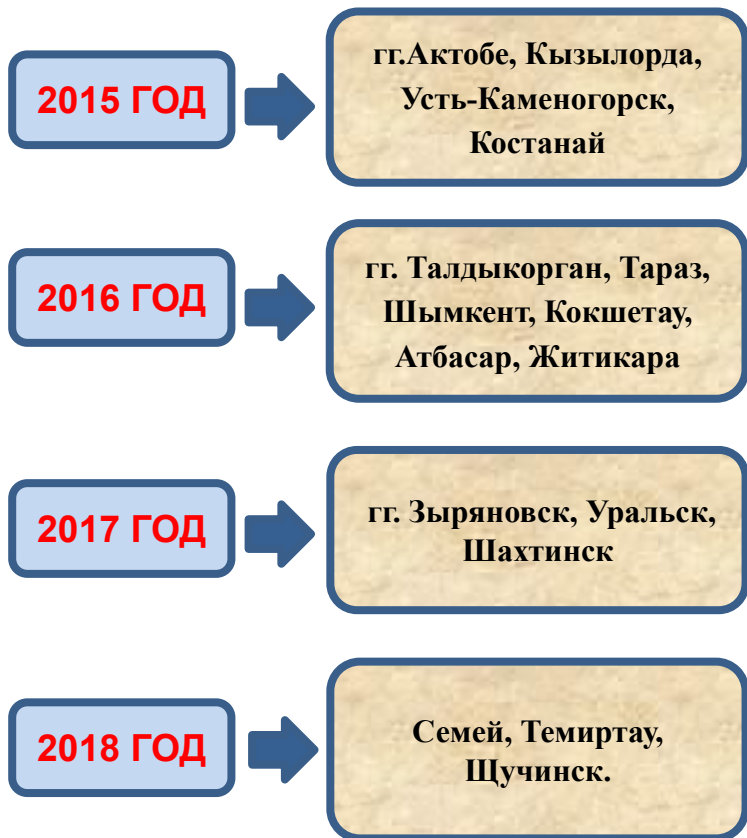 2015 ГОД
гг.Актобе, Кызылорда,
Усть-Каменогорск,
Костанай
2016 ГОД
гг. Талдыкорган, Тараз,
Шымкент, Кокшетау,
Атбасар, Житикара
2017 ГОД
гг. Зыряновск, Уральск,
Шахтинск
2018 ГОД
Семей, Темиртау,
Щучинск.